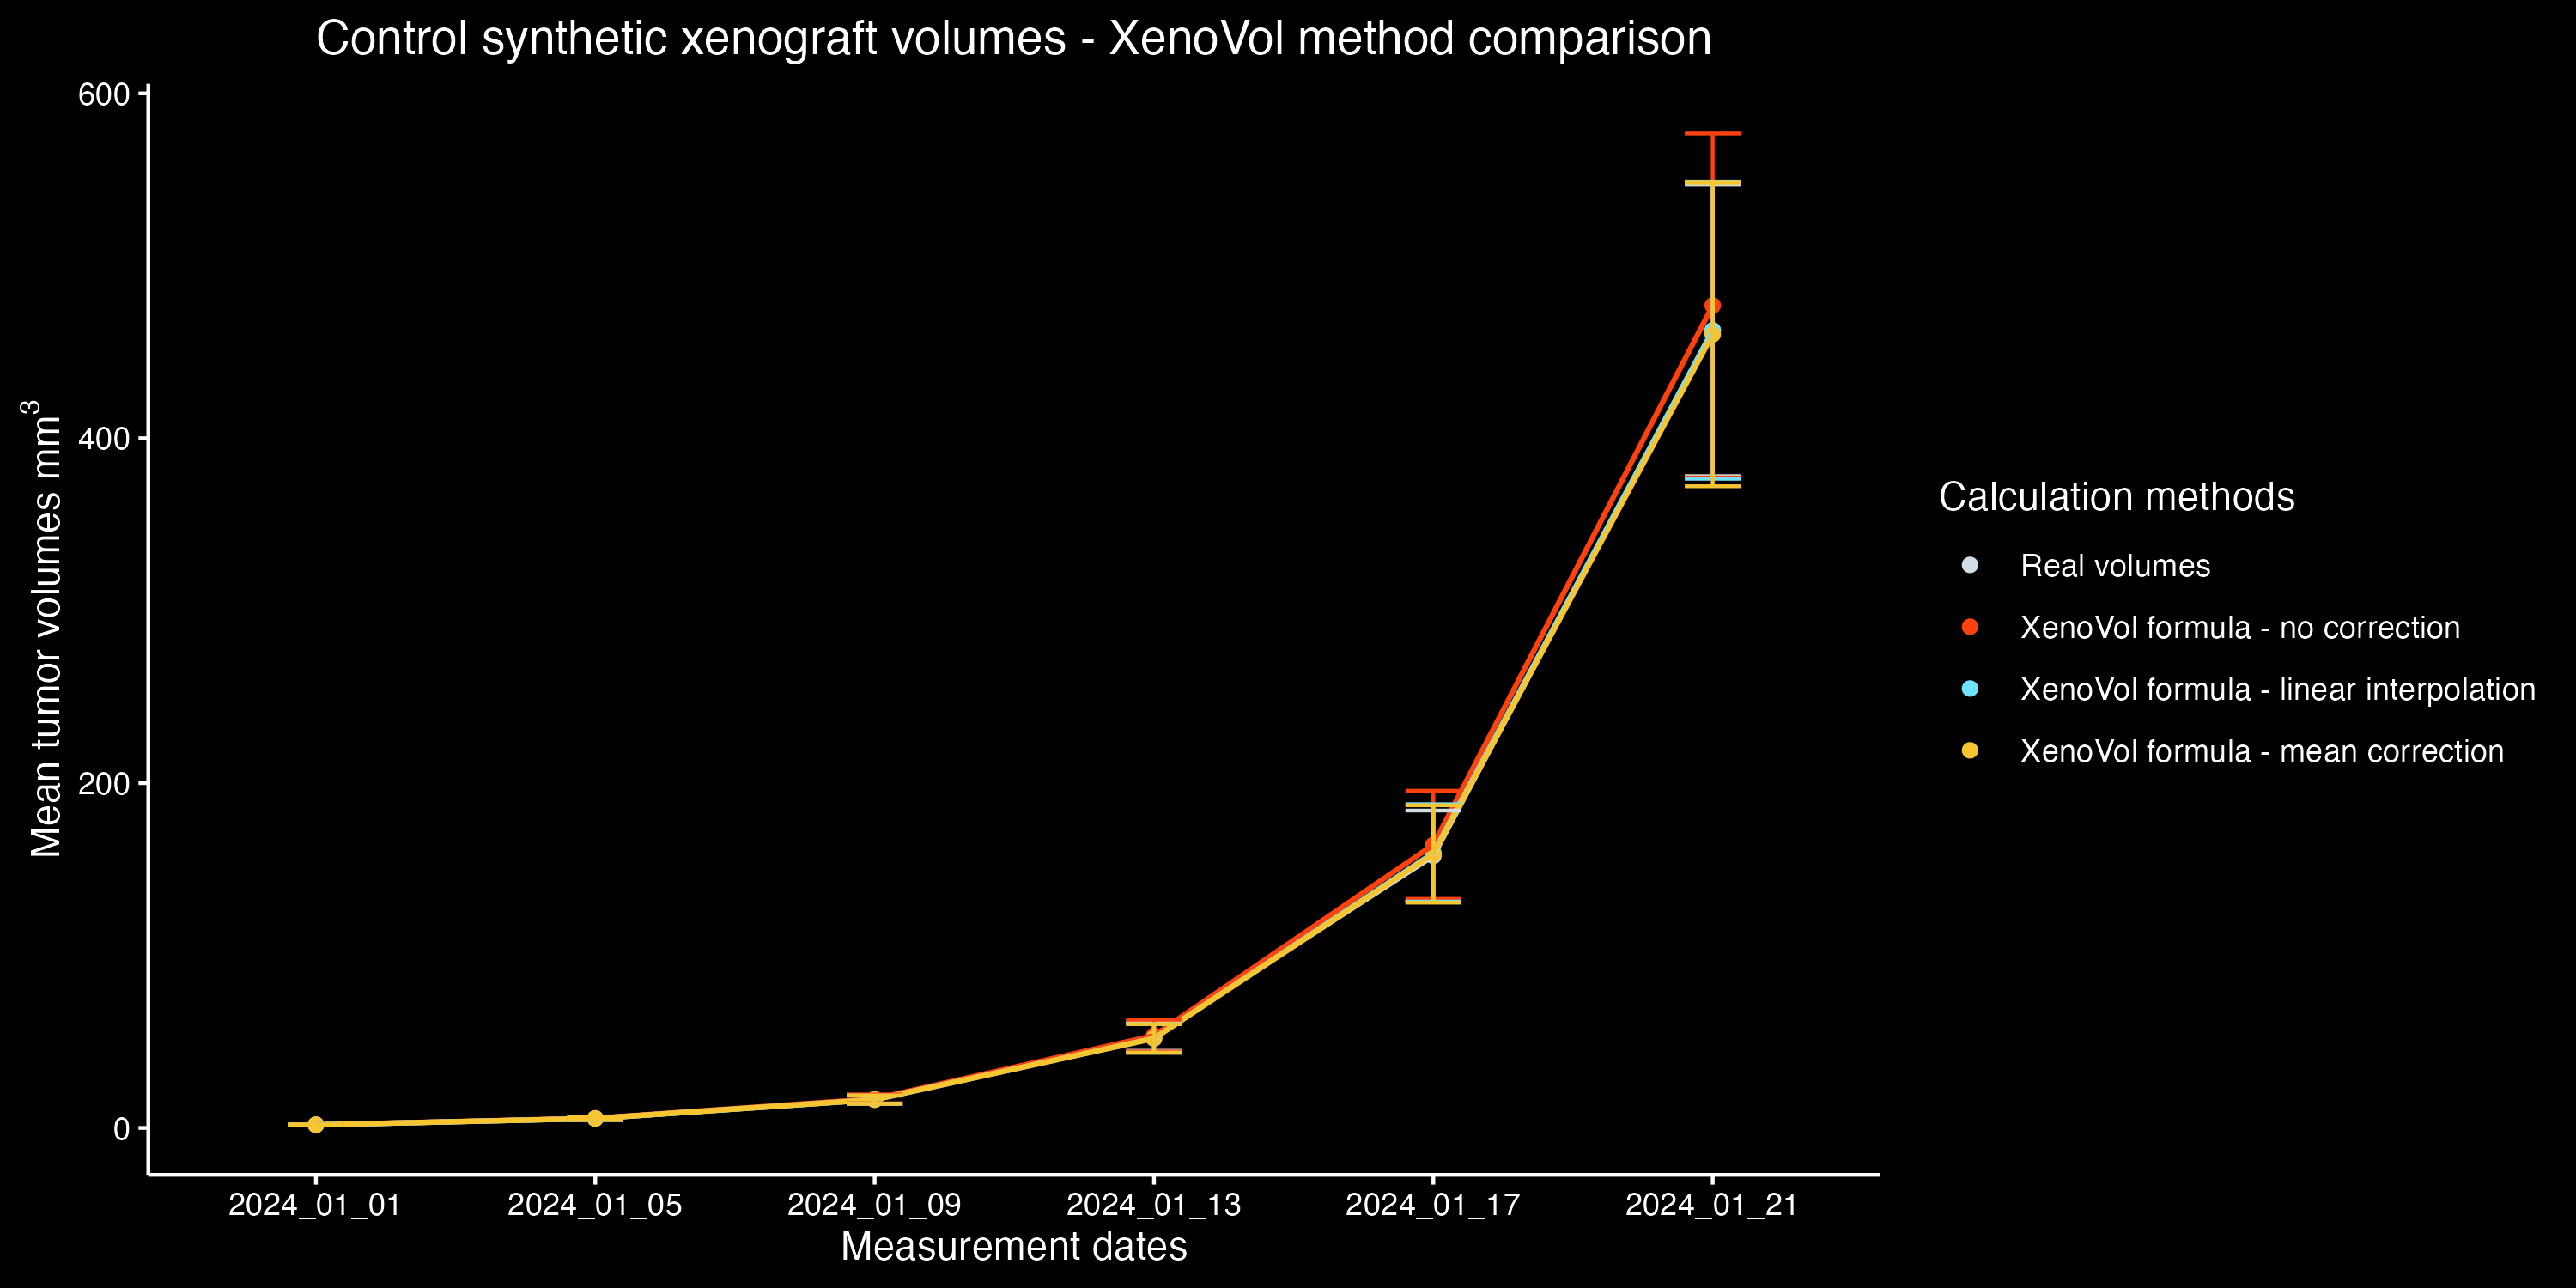 Control synthetic xenograft volumes - XenoVol method comparison
Mean tumor volumes mm³
600
400
200
0
2024_01_01
2024_01_05
2024_01_09
2024_01_13
2024_01_17
2024_01_21
Measurement dates
Calculation methods
Real volumes
XenoVol formula - no correction
XenoVol formula - linear interpolation
XenoVol formula - mean correction